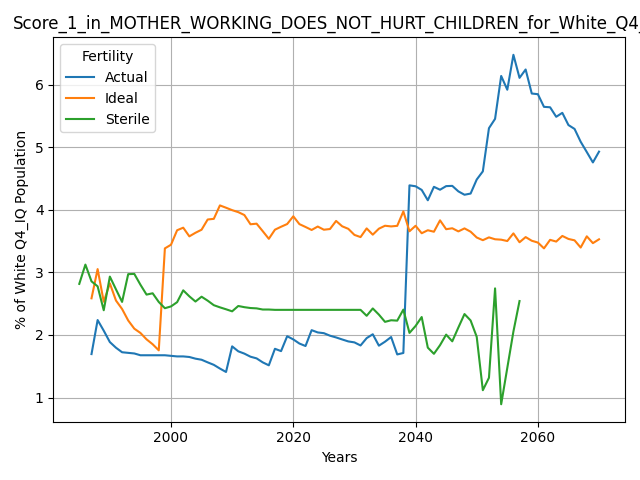 Score_1_in_MOTHER_WORKING_DOES_NOT_HURT_CHILDREN_for_White_Q4_
Fertility
Actual
Ideal
Sterile
% of White Q4_IQ Population
6
5
4
3
2
1
2000 2020 2040 2060
Years